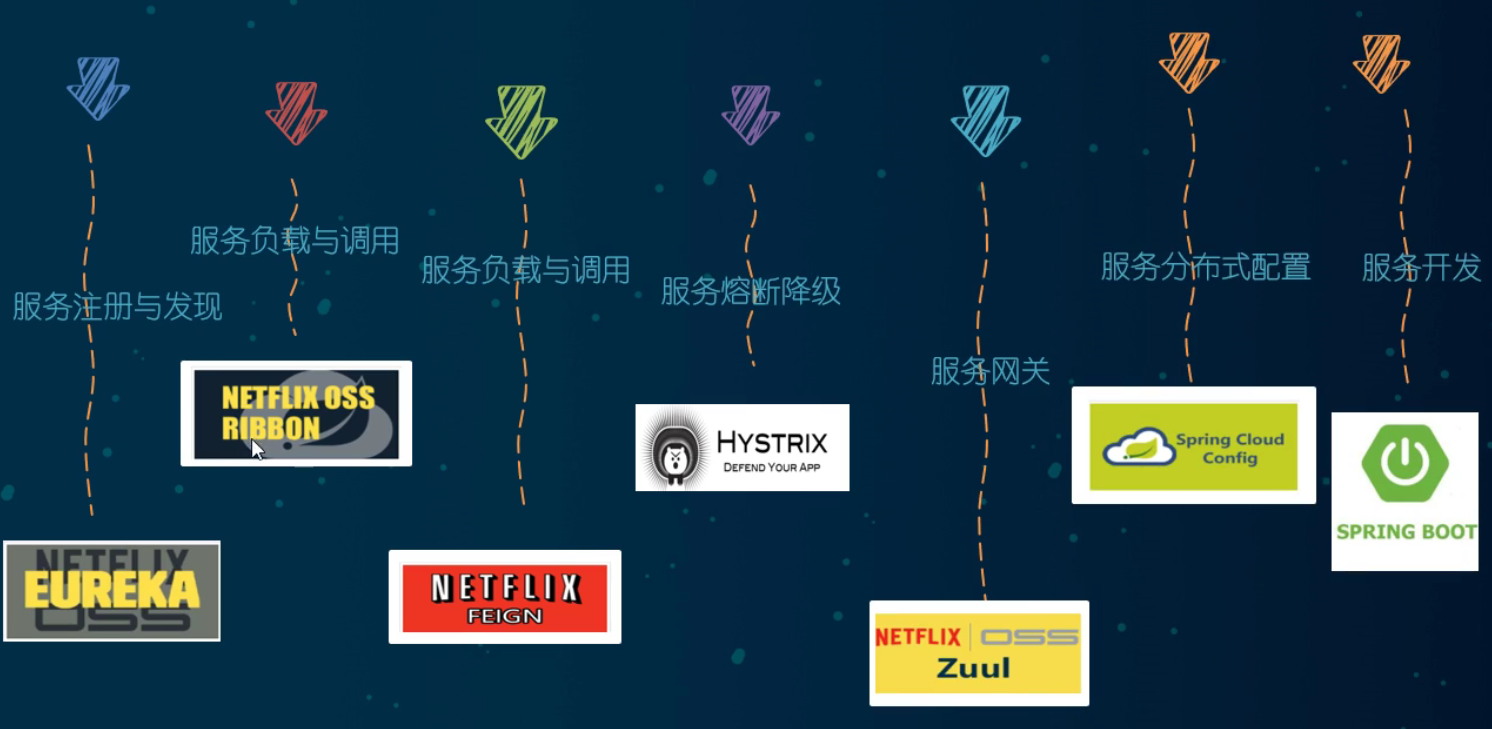 服务注册与发现
NETFLIX
EUREKA
OSS
服务负载与调用
NETFLIX OSS
RIBBON
服务负载与调用
NETFLIX
FEIGN
服务熔断降级
HYSTRIX
DEFEND YOUR APP
服务网关
NETFLIX OSS
Zuul
服务分布式配置
Spring Cloud
Config
服务开发
SPRING BOOT